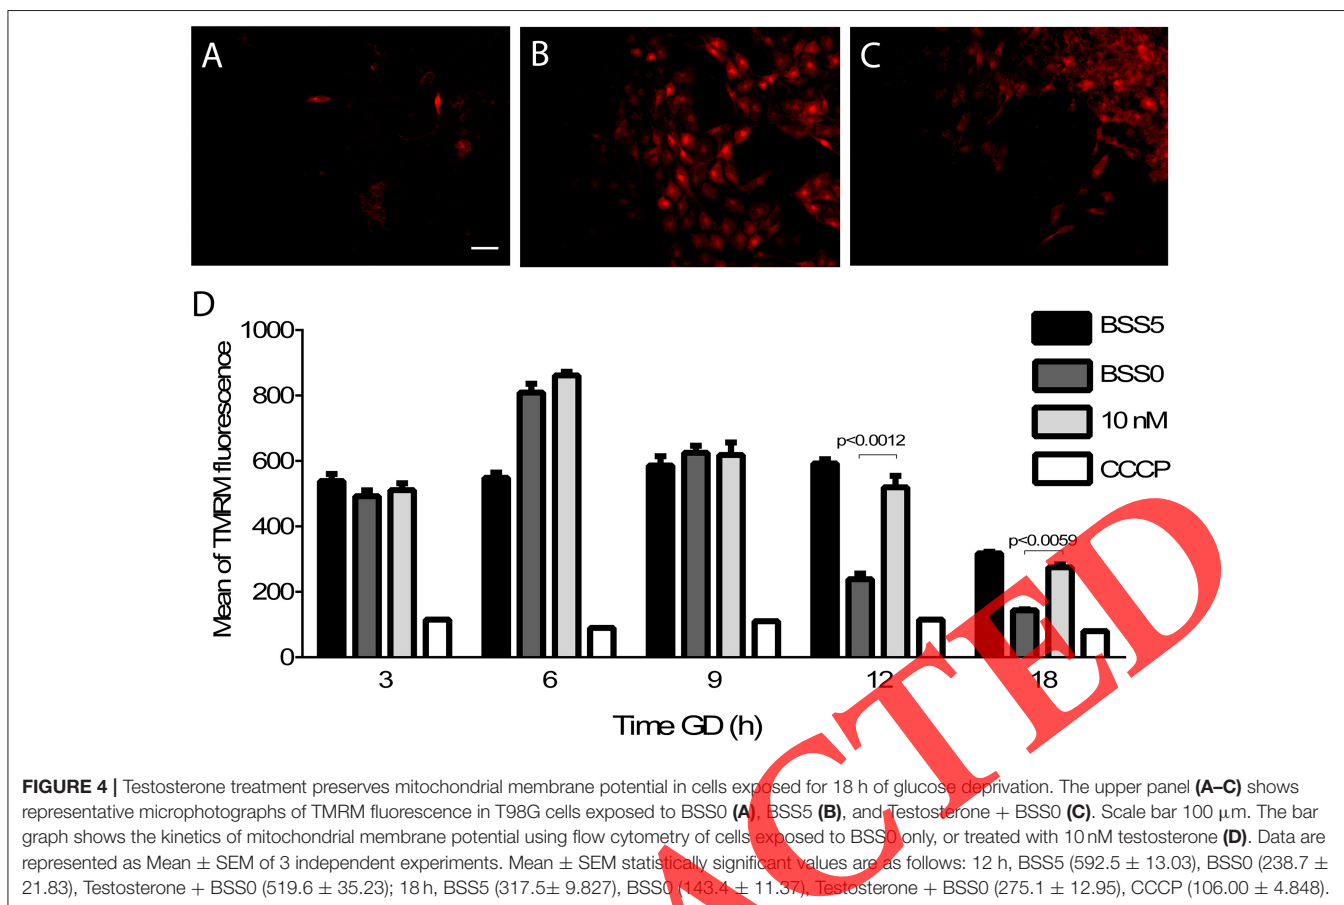 A
B
C
D
Mean of TMRM fluorescence
1000
800
600
400
200
0
p<0.0012
p<0.0059
BSS5
BSS0
10 nM
CCCP
3
6
9
12
18
Time GD (h)
FIGURE 4 | Testosterone treatment preserves mitochondrial membrane potential in cells exposed for 18 h of glucose deprivation. The upper panel (A–C) shows
representative microphotographs of TMRM fluorescence in T98G cells exposed to BSS0 (A), BSS5 (B), and Testosterone + BSS0 (C). Scale bar 100 μm. The bar
graph shows the kinetics of mitochondrial membrane potential using flow cytometry of cells exposed to BSS0 only, or treated with 10 nM testosterone (D). Data are
represented as Mean ± SEM of 3 independent experiments. Mean ± SEM statistically significant values are as follows: 12 h, BSS5 (592.5 ± 13.03), BSS0 (238.7 ±
21.83), Testosterone + BSS0 (519.6 ± 35.23); 18 h, BSS5 (317.5± 9.827), BSS0 (143.4 ± 11.37), Testosterone + BSS0 (275.1 ± 12.95), CCCP (106.00 ± 4.848).
ACTED